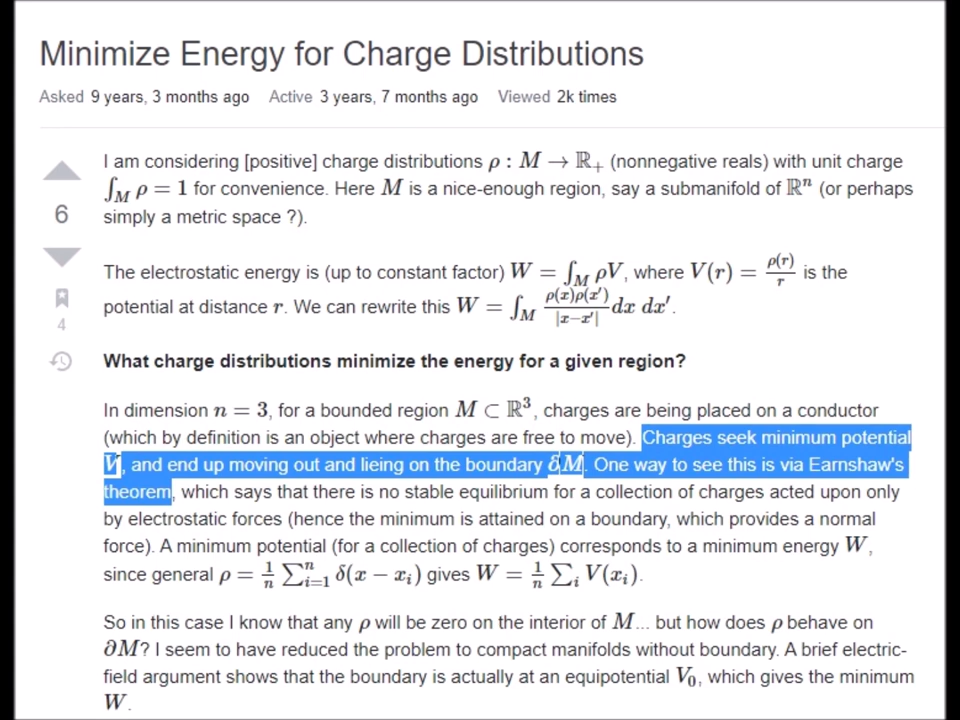 Minimize Energy for Charge Distributions
Asked 9 years, 3 months ago Active 3 years, 7 months ago Viewed 2k times
I am considering [positive] charge distributions ρ : M → ℝ₊ (nonnegative reals) with unit charge
∫_M ρ = 1 for convenience. Here M is a nice-enough region, say a submanifold of ℝⁿ (or perhaps
6
simply a metric space ?).
The electrostatic energy is (up to constant factor) W = ∫_M ρV, where V(r) = ρ(r)/r is the
potential at distance r. We can rewrite this W = ∫_M ρ(x)ρ(x')/|x−x'| dx dx'.
4
What charge distributions minimize the energy for a given region?
In dimension n = 3, for a bounded region M ⊂ ℝ³, charges are being placed on a conductor
(which by definition is an object where charges are free to move). Charges seek minimum potential
V, and end up moving out and lieing on the boundary ∂M. One way to see this is via Earnshaw's
theorem, which says that there is no stable equilibrium for a collection of charges acted upon only
by electrostatic forces (hence the minimum is attained on a boundary, which provides a normal
force). A minimum potential (for a collection of charges) corresponds to a minimum energy W,
since general ρ = 1/n ∑ⁿᵢ₌₁ δ(x − xᵢ) gives W = 1/n ∑ᵢ V(xᵢ).
So in this case I know that any ρ will be zero on the interior of M... but how does ρ behave on
∂M? I seem to have reduced the problem to compact manifolds without boundary. A brief electric-
field argument shows that the boundary is actually at an equipotential V₀, which gives the minimum
W.